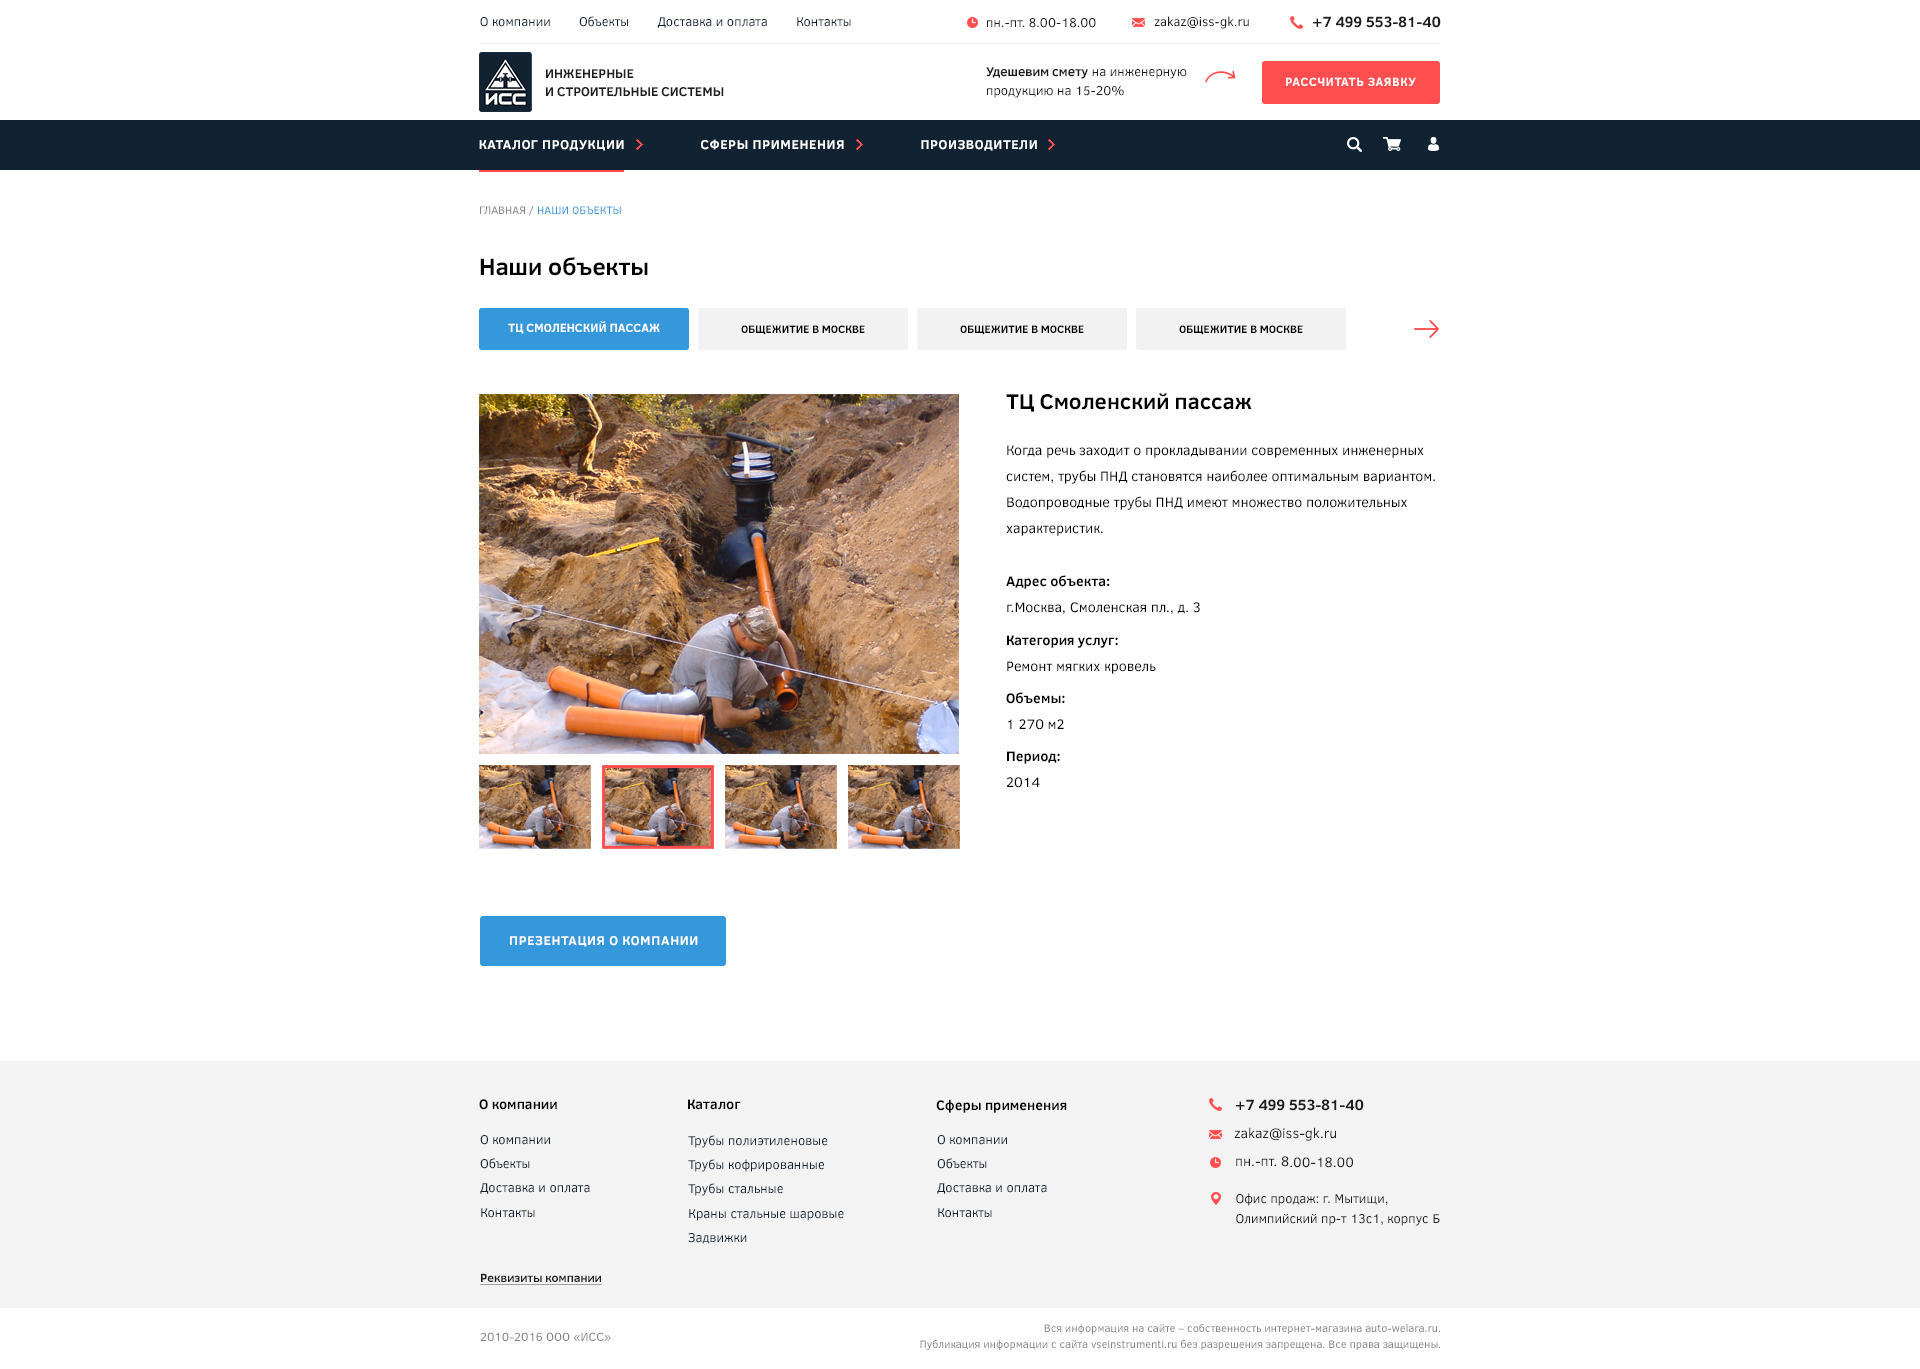 О компании Объекты Доставка и оплата Контакты пн.-пт. 8.00-18.00 zakaz@iss-gk.ru +7 499 553-81-40
ИСС
ИНЖЕНЕРНЫЕ
И СТРОИТЕЛЬНЫЕ СИСТЕМЫ
Удешевим смету на инженерную
продукцию на 15-20%
РАССЧИТАТЬ ЗАЯВКУ
КАТАЛОГ ПРОДУКЦИИ СФЕРЫ ПРИМЕНЕНИЯ ПРОИЗВОДИТЕЛИ
ГЛАВНАЯ / НАШИ ОБЪЕКТЫ
Наши объекты
ТЦ СМОЛЕНСКИЙ ПАССАЖ ОБЩЕЖИТИЕ В МОСКВЕ ОБЩЕЖИТИЕ В МОСКВЕ ОБЩЕЖИТИЕ В МОСКВЕ
ТЦ Смоленский пассаж
Когда речь заходит о прокладывании современных инженерных
систем, трубы ПНД становятся наиболее оптимальным вариантом.
Водопроводные трубы ПНД имеют множество положительных
характеристик.
Адрес объекта:
г.Москва, Смоленская пл., д. 3
Категория услуг:
Ремонт мягких кровель
Объемы:
1 270 м2
Период:
2014
ПРЕЗЕНТАЦИЯ О КОМПАНИИ
О компании
О компании
Объекты
Доставка и оплата
Контакты
Реквизиты компании
Каталог
Трубы полиэтиленовые
Трубы кофрированные
Трубы стальные
Краны стальные шаровые
Задвижки
Сферы применения
О компании
Объекты
Доставка и оплата
Контакты
+7 499 553-81-40
zakaz@iss-gk.ru
пн.-пт. 8.00-18.00
Офис продаж: г. Мытищи,
Олимпийский пр-т 13с1, корпус Б
2010-2016 ООО «ИСС»
Вся информация на сайте – собственность интернет-магазина auto-welara.ru.
Публикация информации с сайта vseinstrumenti.ru без разрешения запрещена. Все права защищены.